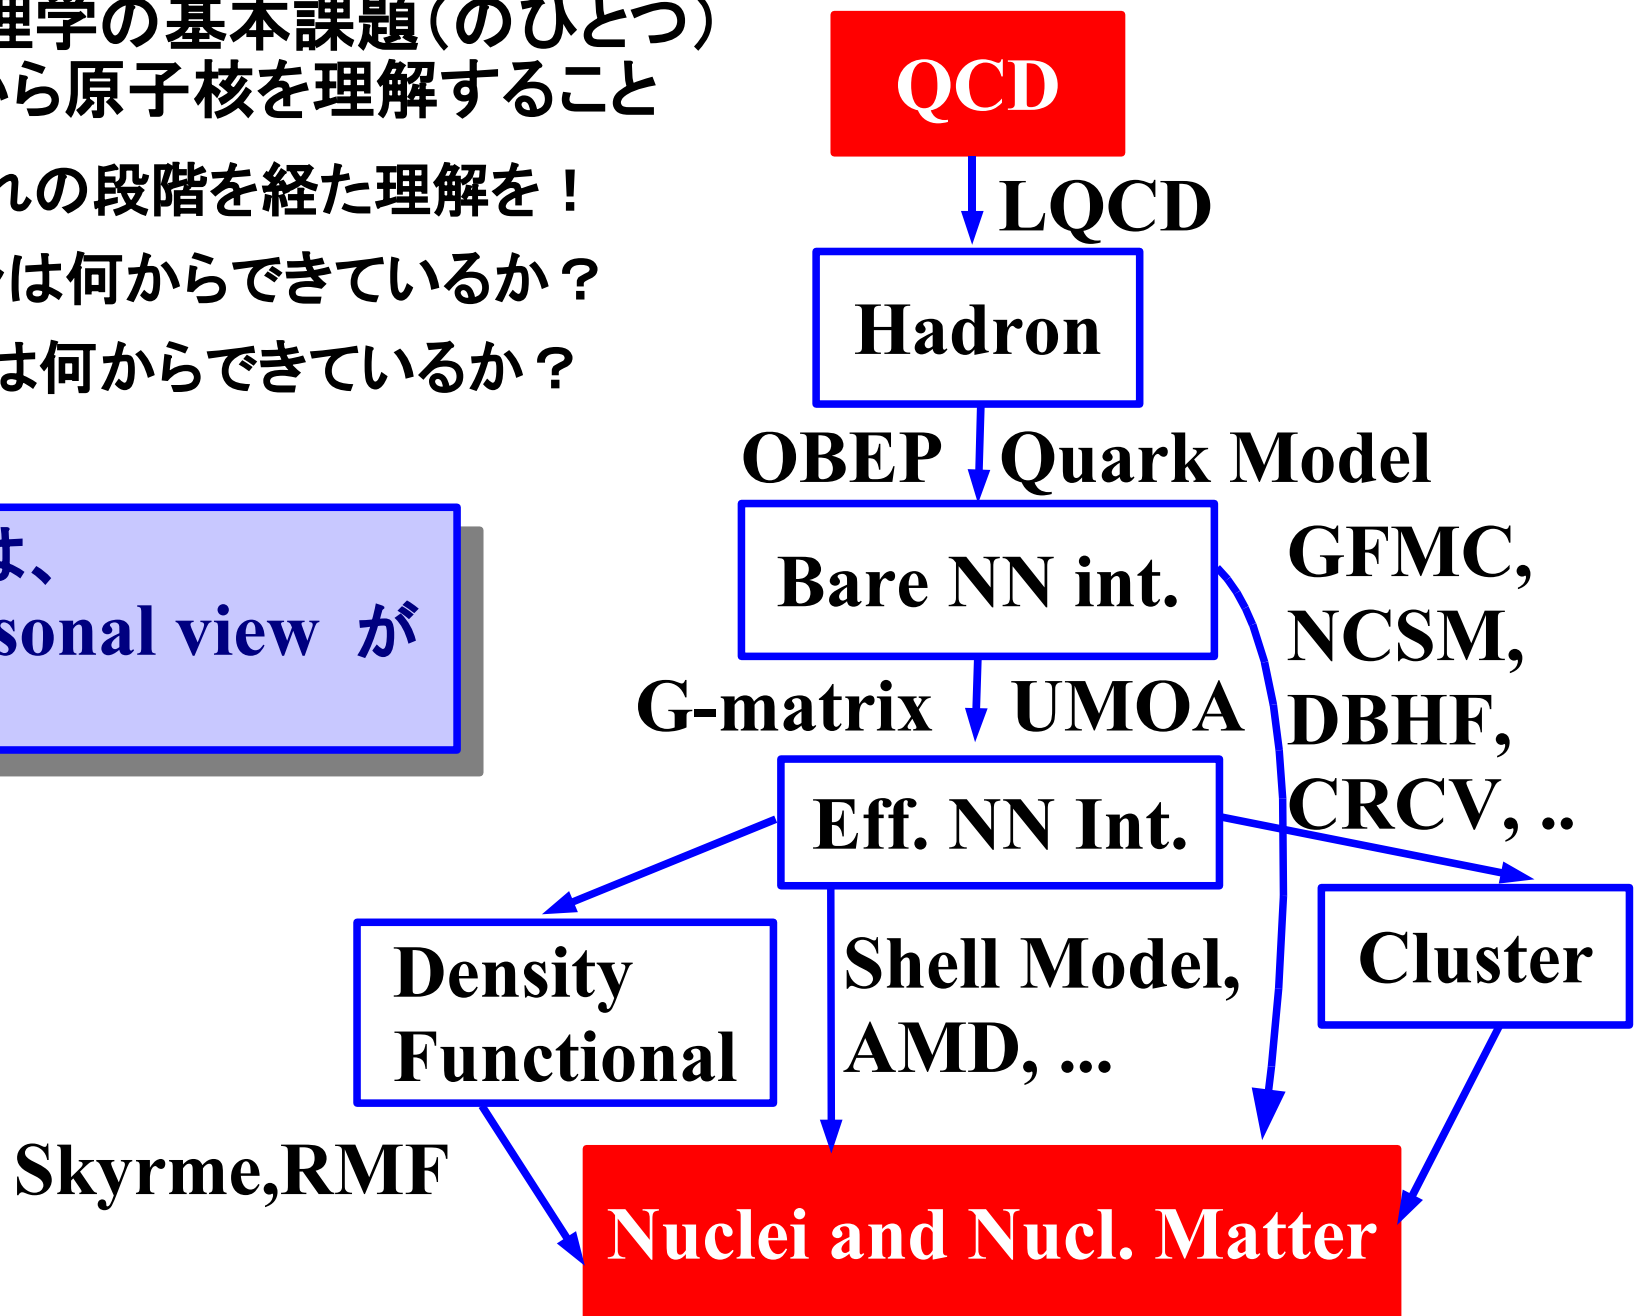 理学の基本課題(のひとつ)
から原子核を理解すること
れの段階を経た理解を!
は何からできているか?
は何からできているか?
は、
sonal view が
QCD
LQCD
Hadron
OBEP Quark Model
Bare NN int.
GFMC,
NCSM,
DBHF,
CRCV, ..
G-matrix UMOA
Eff. NN Int.
Density
Functional
Shell Model,
AMD, ...
Cluster
Skyrme,RMF
Nuclei and Nucl. Matter